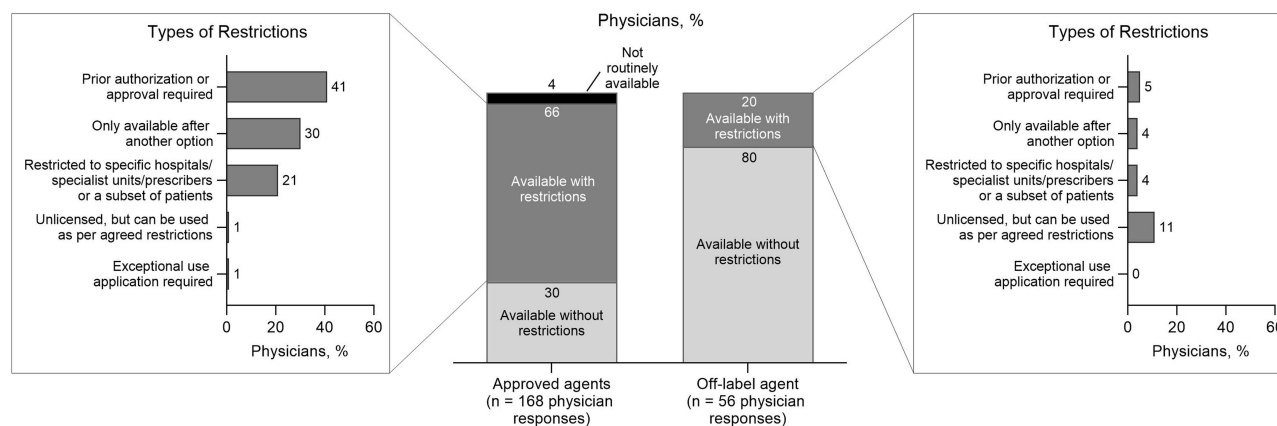 Types of Restrictions
Prior authorization or
approval required
41
Only available after
another option
30
Restricted to specific hospitals/
specialist units/prescribers
or a subset of patients
21
Unlicensed, but can be used
as per agreed restrictions
1
Exceptional use
application required
1
0 20 40 60
Physicians, %
Physicians, %
Not
routinely
available
4
66
Available with
restrictions
30
Available without
restrictions
Approved agents
(n = 168 physician
responses)
20
Available with
restrictions
80
Available without
restrictions
Off-label agent
(n = 56 physician
responses)
Types of Restrictions
Prior authorization or
approval required
5
Only available after
another option
4
Restricted to specific hospitals/
specialist units/prescribers
or a subset of patients
4
Unlicensed, but can be used
as per agreed restrictions
11
Exceptional use
application required
0
0 20 40 60
Physicians, %